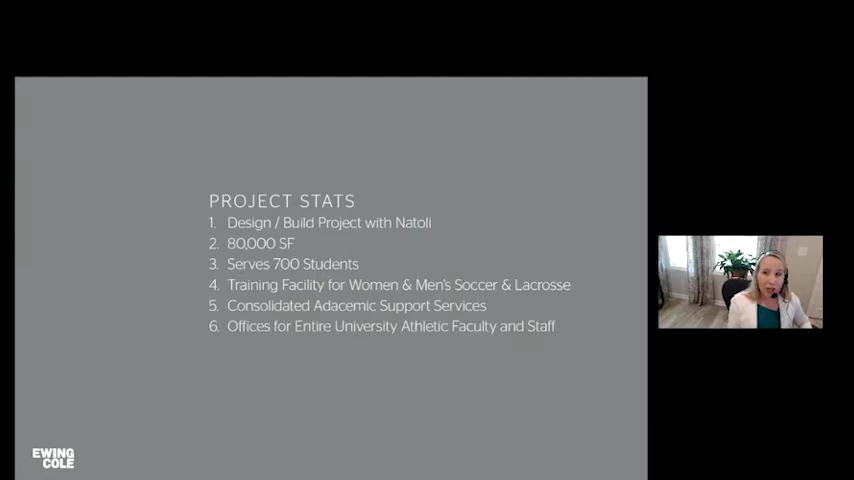 PROJECT STATS
1. Design / Build Project with Natoli
2. 80,000 SF
3. Serves 700 Students
4. Training Facility for Women & Men's Soccer & Lacrosse
5. Consolidated Adacemic Support Services
6. Offices for Entire University Athletic Faculty and Staff
EWING
COLE